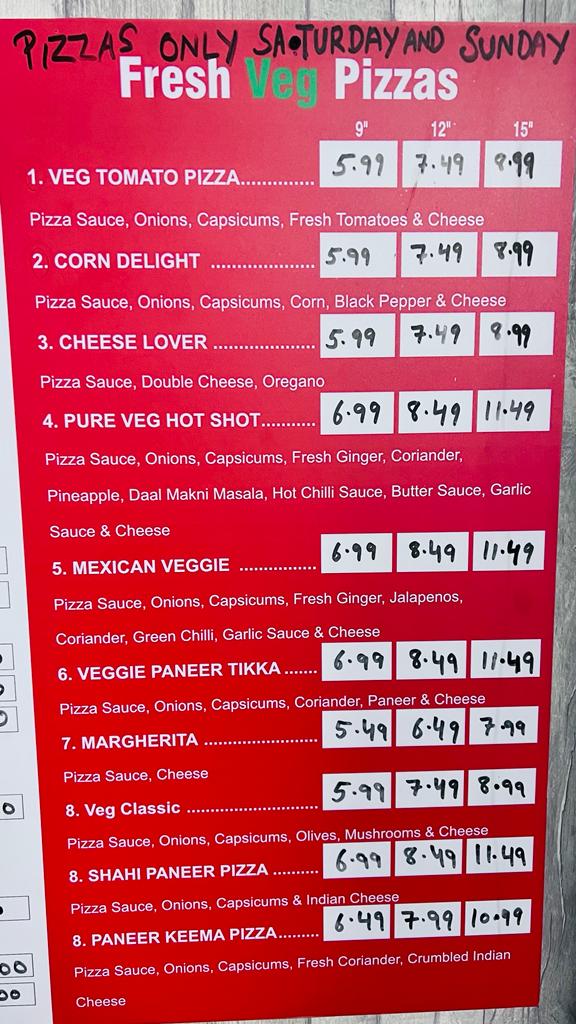 PIZZAS ONLY SATURDAY AND SUNDAY
Fresh Veg Pizzas
9" 12" 15"
1. VEG TOMATO PIZZA.............. 5.99 7.49 8.99
Pizza Sauce, Onions, Capsicums, Fresh Tomatoes & Cheese
2. CORN DELIGHT .................... 5.99 7.49 8.99
Pizza Sauce, Onions, Capsicums, Corn, Black Pepper & Cheese
3. CHEESE LOVER .................... 5.99 7.49 8.99
Pizza Sauce, Double Cheese, Oregano
4. PURE VEG HOT SHOT........... 6.99 8.49 11.49
Pizza Sauce, Onions, Capsicums, Fresh Ginger, Coriander,
Pineapple, Daal Makni Masala, Hot Chilli Sauce, Butter Sauce, Garlic
Sauce & Cheese
5. MEXICAN VEGGIE ............... 6.99 8.49 11.49
Pizza Sauce, Onions, Capsicums, Fresh Ginger, Jalapenos,
Coriander, Green Chilli, Garlic Sauce & Cheese
6. VEGGIE PANEER TIKKA ....... 6.99 8.49 11.49
Pizza Sauce, Onions, Capsicums, Coriander, Paneer & Cheese
7. MARGHERITA ...................... 5.49 6.49 7.99
Pizza Sauce, Cheese
8. Veg Classic .......................... 5.99 7.49 8.99
Pizza Sauce, Onions, Capsicums, Olives, Mushrooms & Cheese
8. SHAHI PANEER PIZZA ......... 6.99 8.49 11.49
Pizza Sauce, Onions, Capsicums & Indian Cheese
8. PANEER KEEMA PIZZA......... 6.49 7.99 10.99
Pizza Sauce, Onions, Capsicums, Fresh Coriander, Crumbled Indian
Cheese